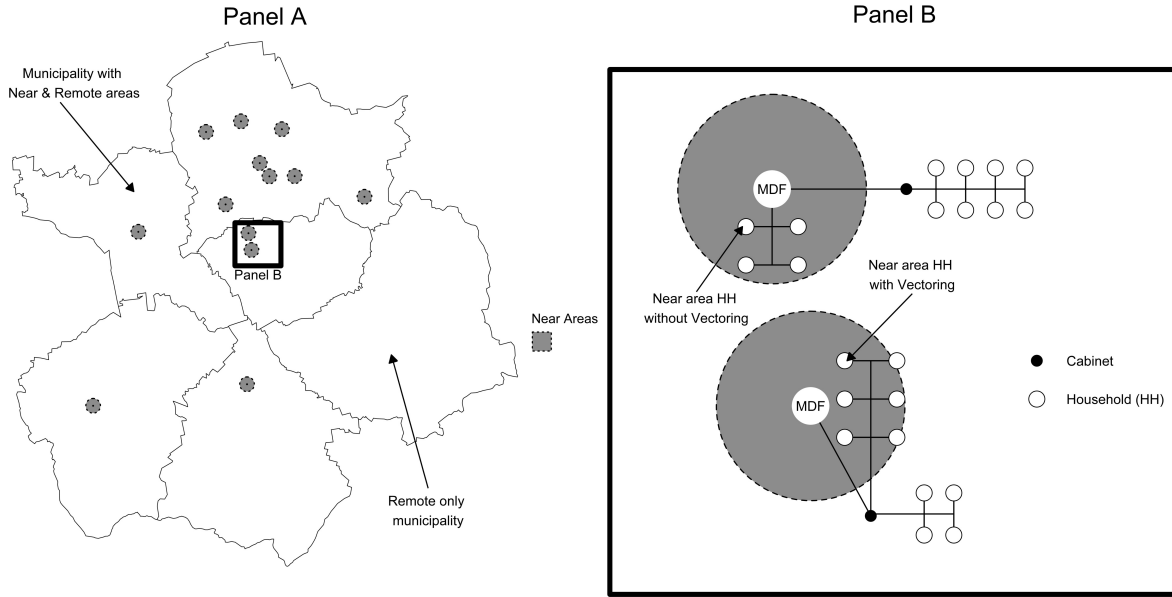 Panel A
Municipality with
Near & Remote areas
Panel B
Near Areas
Remote only
municipality
Panel B
MDF
Near area HH
without Vectoring
Near area HH
with Vectoring
MDF
Cabinet
Household (HH)